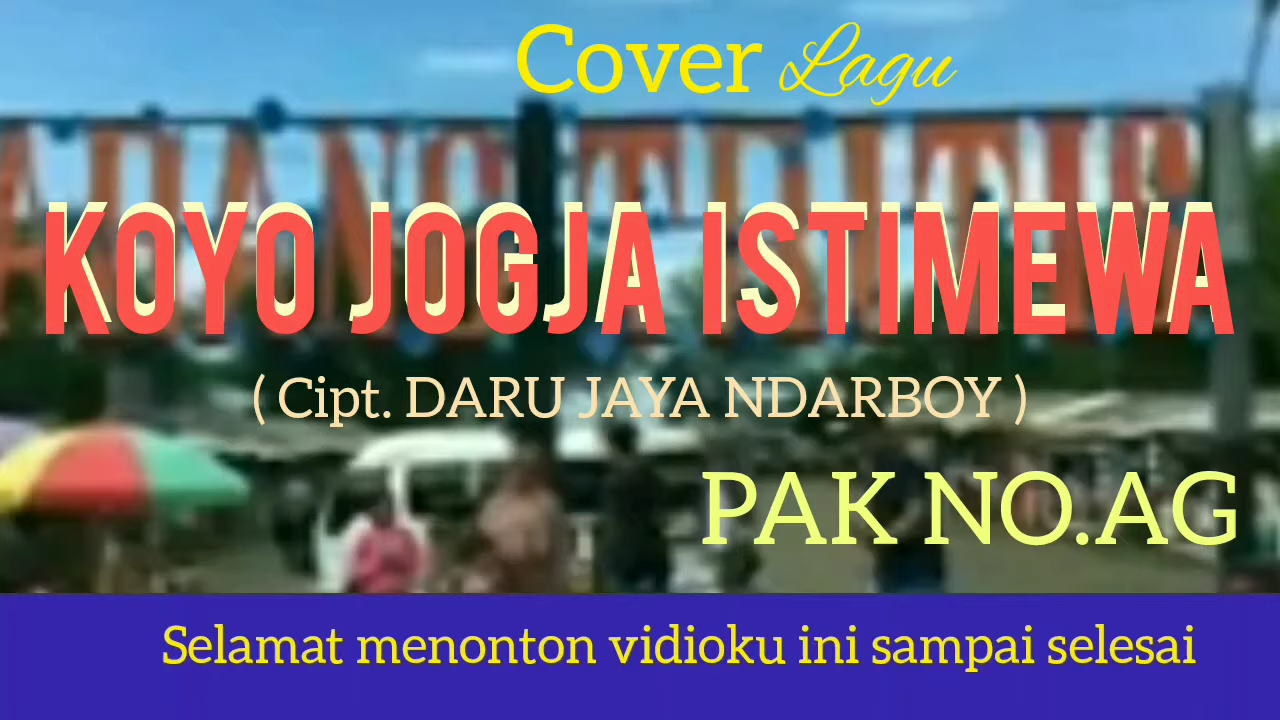 Cover Lagu
KOYO JOGJA ISTIMEWA
( Cipt. DARU JAYA NDARBOY )
PAK NO.AG
Selamat menonton vidioku ini sampai selesai